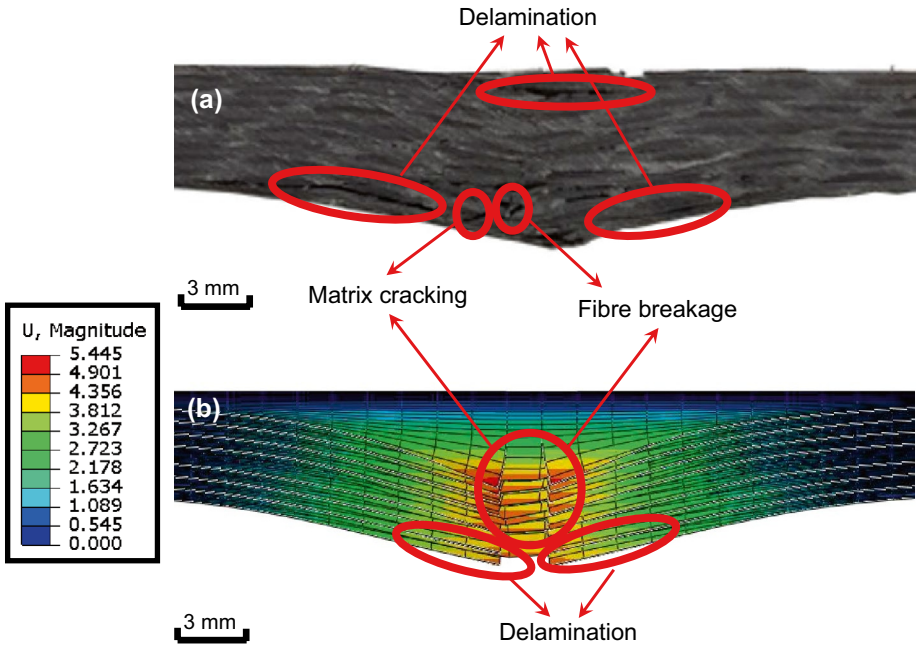 Delamination
(a)
3 mm
Matrix cracking
Fibre breakage
U, Magnitude
5.445
4.901
4.356
3.812
3.267
2.723
2.178
1.634
1.089
0.545
0.000
(b)
3 mm
Delamination